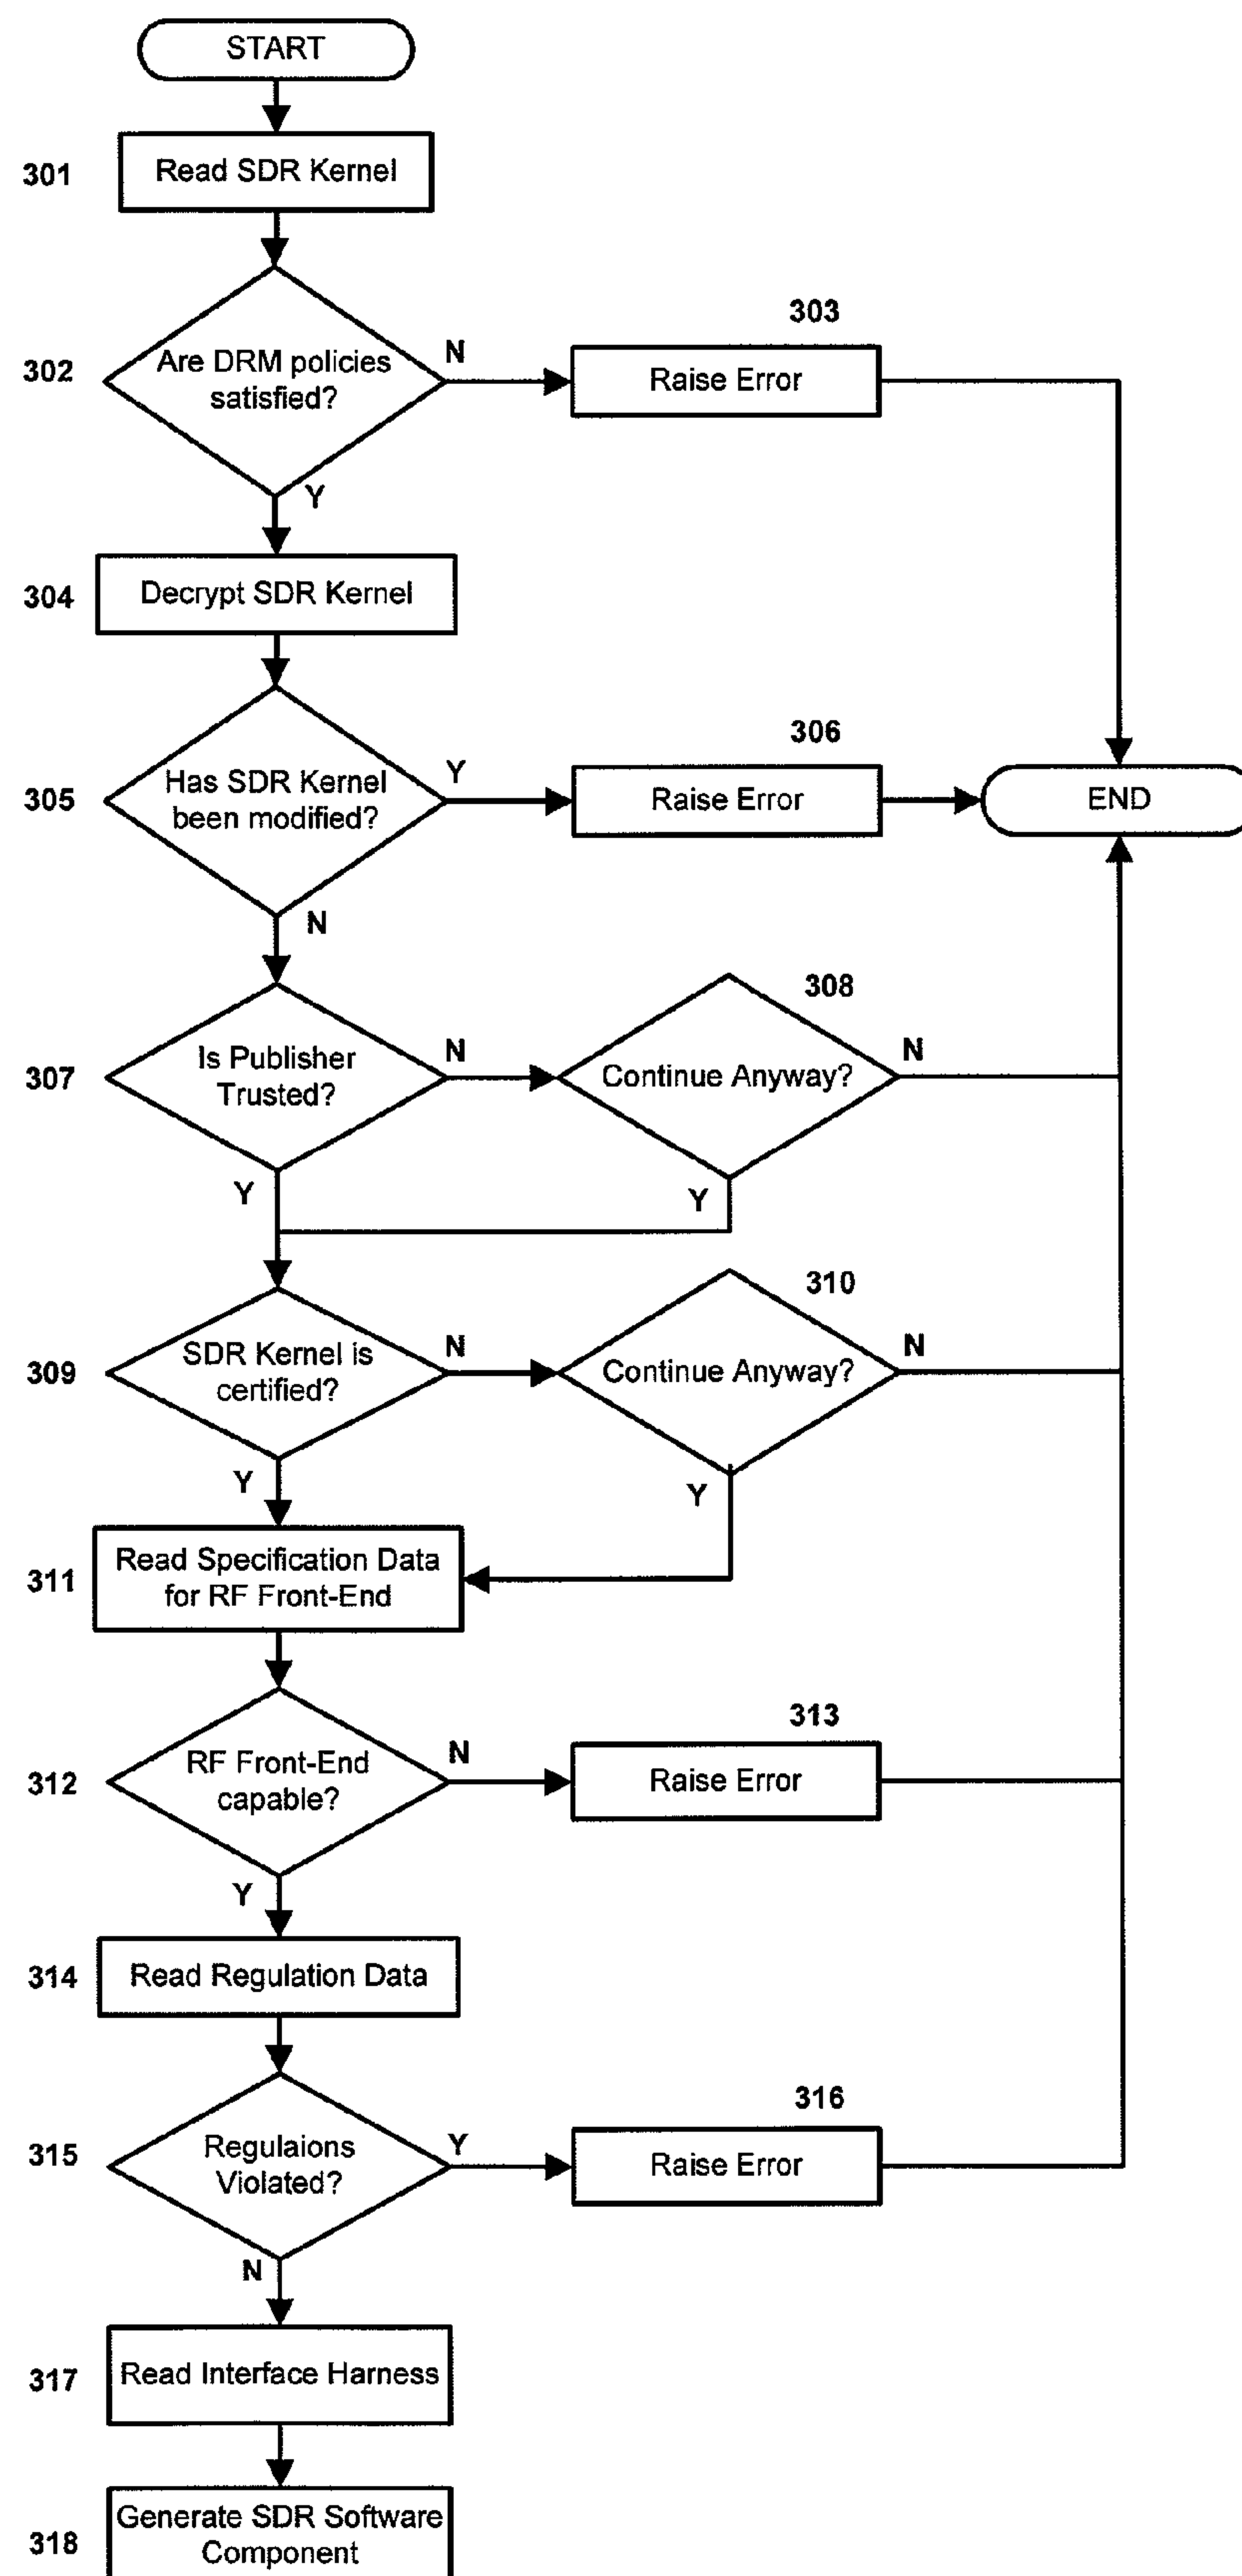 START
301
Read SDR Kernel
302
Are DRM policies
satisfied?
N
303
Raise Error
Y
304
Decrypt SDR Kernel
305
Has SDR Kernel
been modified?
Y
306
Raise Error
END
N
307
Is Publisher
Trusted?
N
308
Continue Anyway?
N
Y
Y
309
SDR Kernel is
certified?
N
310
Continue Anyway?
N
Y
Y
311
Read Specification Data
for RF Front-End
312
RF Front-End
capable?
N
313
Raise Error
Y
314
Read Regulation Data
315
Regulaions
Violated?
Y
316
Raise Error
N
317
Read Interface Harness
318
Generate SDR Software
Component